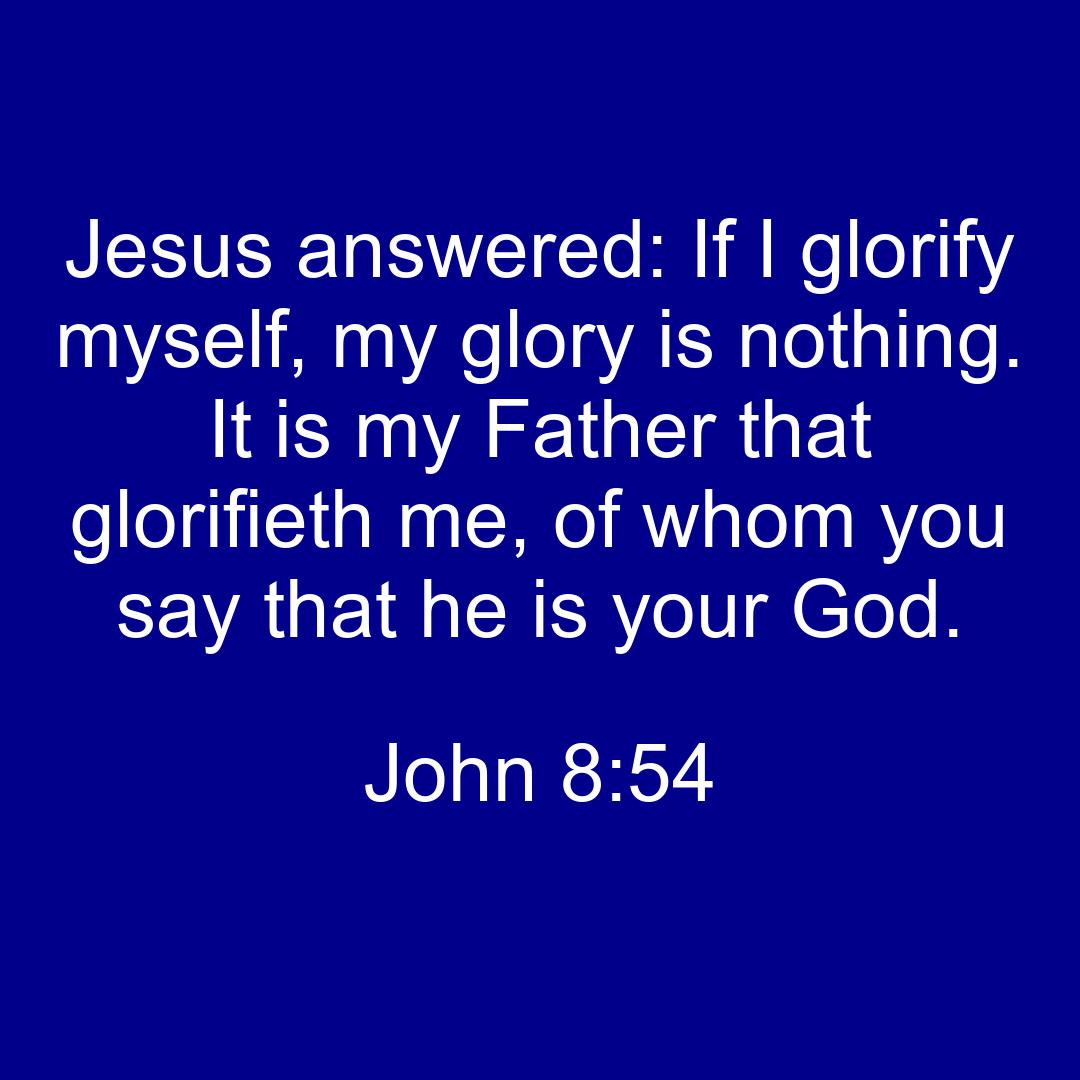 Jesus answered: If I glorify
myself, my glory is nothing.
It is my Father that
glorifieth me, of whom you
say that he is your God.
John 8:54